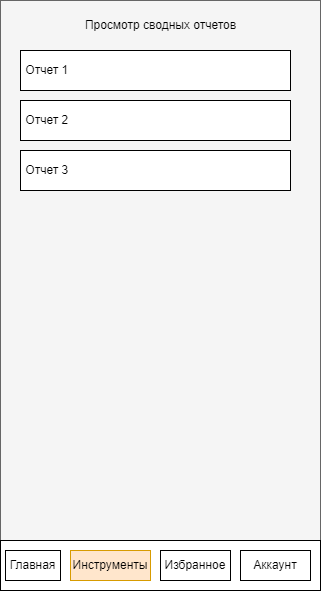 Просмотр сводных отчетов
Отчет 1
Отчет 2
Отчет 3
Главная
Инструменты
Избранное
Аккаунт